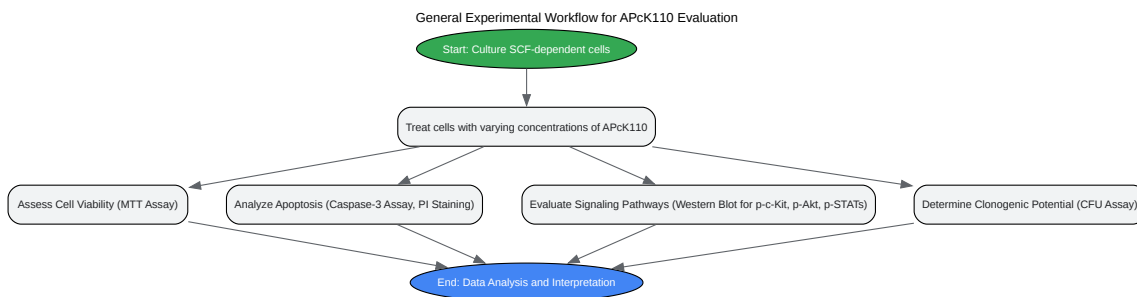 General Experimental Workflow for APcK110 Evaluation
Start: Culture SCF-dependent cells
Treat cells with varying concentrations of APcK110
Assess Cell Viability (MTT Assay)
Analyze Apoptosis (Caspase-3 Assay, PI Staining)
Evaluate Signaling Pathways (Western Blot for p-c-Kit, p-Akt, p-STATs)
Determine Clonogenic Potential (CFU Assay)
End: Data Analysis and Interpretation